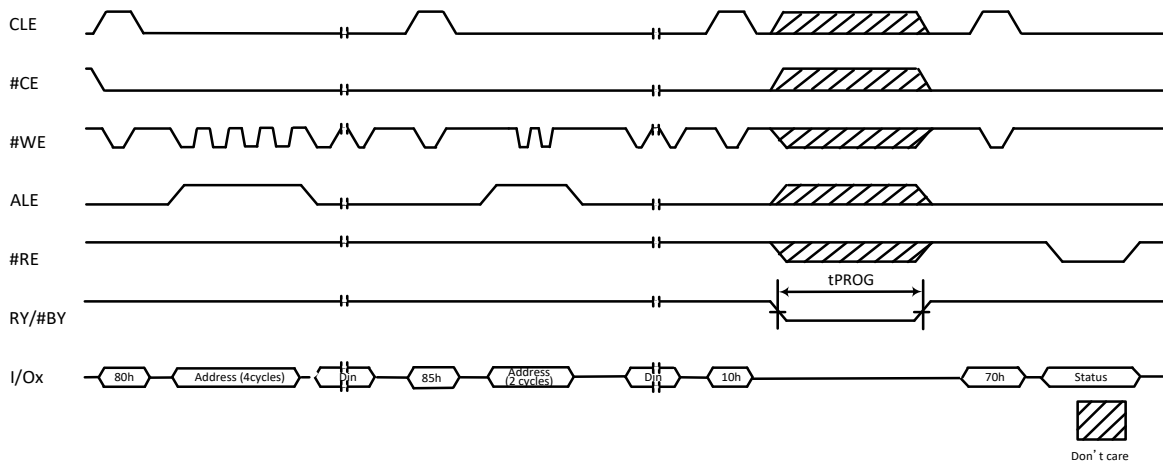 CLE
#CE
#WE
ALE
#RE
tPROG
RY/#BY
I/Ox
80h
Address (4cycles)
Din
85h
Address
(2 cycles)
Din
10h
70h
Status
Don't care